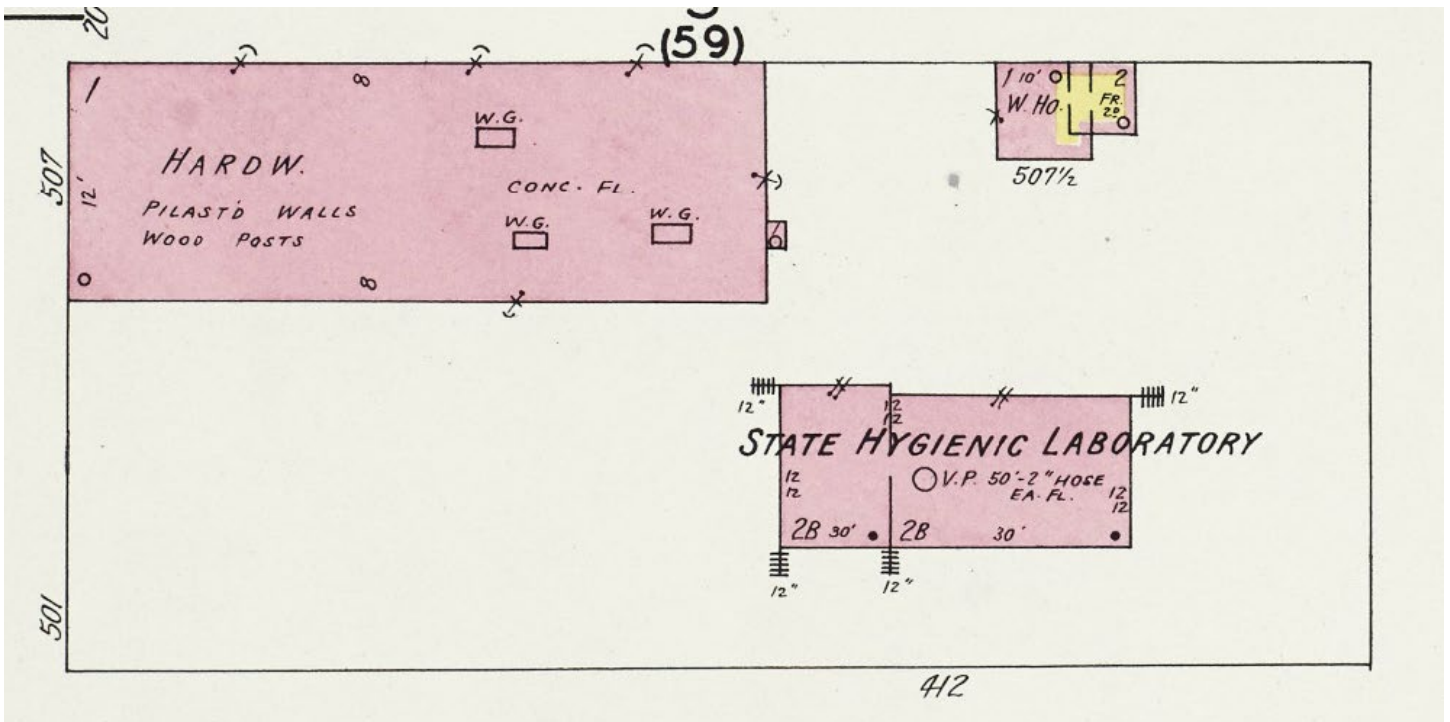 20
(59)
1
8
W.G.
HARDW.
CONC. FL.
507
12'
PILAST'D WALLS
WOOD POSTS
W.G.
W.G.
1
8
1 10'
2
W. HO.
FR.
2D
507½
12"
12
12
12"
STATE HYGIENIC LABORATORY
12
12
V.P. 50'-2" HOSE
EA. FL.
12
12
2B 30'
2B 30'
12"
12"
501
412